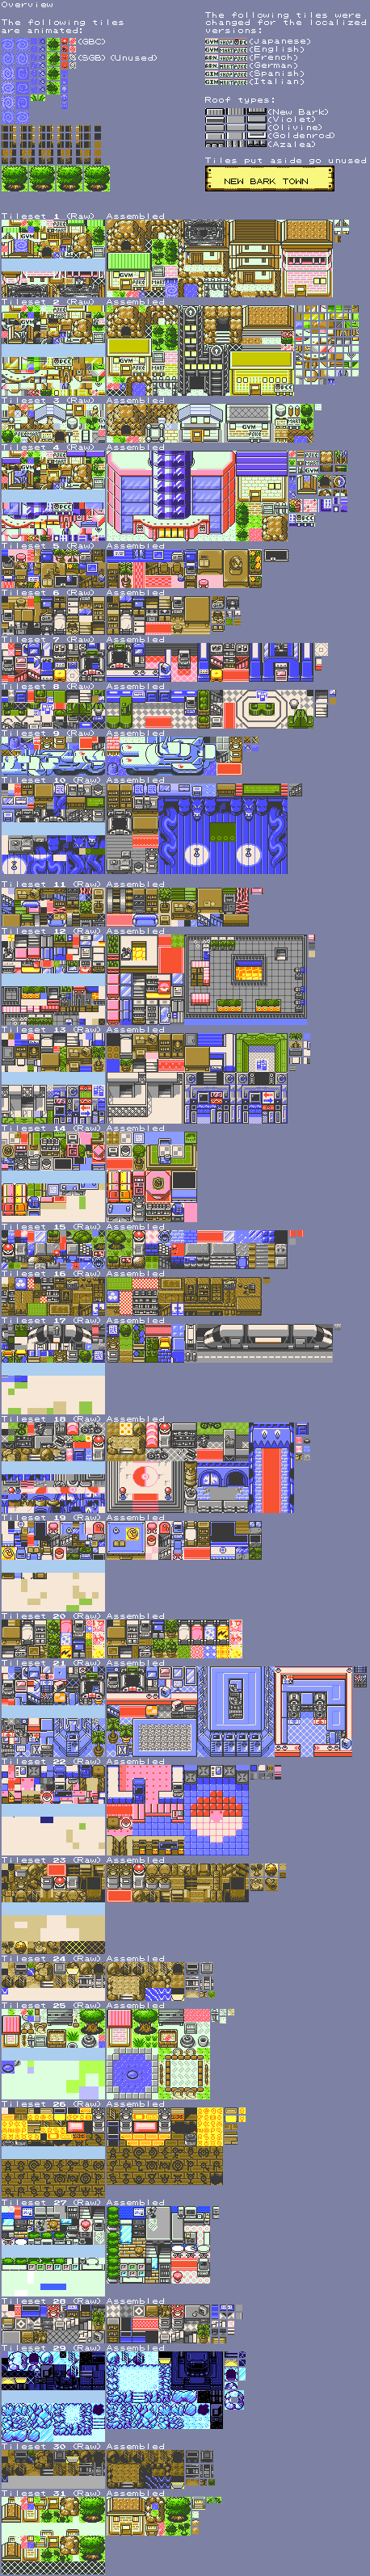 Overview
The following tiles
are animated:
(GBC)
(SGB) (Unused)
The following tiles were
changed for the localized
versions:
(Japanese)
(English)
(French)
(German)
(Spanish)
(Italian)
Roof types:
(New Bark)
(Violet)
(Olivine)
(Goldenrod)
(Azalea)
Tiles put aside go unused
NEW BARK TOWN
Tileset 1 (Raw) Assembled
Tileset 2 (Raw) Assembled
Tileset 3 (Raw) Assembled
Tileset 4 (Raw) Assembled
Tileset 5 (Raw) Assembled
Tileset 6 (Raw) Assembled
Tileset 7 (Raw) Assembled
Tileset 8 (Raw) Assembled
Tileset 9 (Raw) Assembled
Tileset 10 (Raw) Assembled
Tileset 11 (Raw) Assembled
Tileset 12 (Raw) Assembled
Tileset 13 (Raw) Assembled
Tileset 14 (Raw) Assembled
Tileset 15 (Raw) Assembled
Tileset 16 (Raw) Assembled
Tileset 17 (Raw) Assembled
Tileset 18 (Raw) Assembled
Tileset 19 (Raw) Assembled
Tileset 20 (Raw) Assembled
Tileset 21 (Raw) Assembled
Tileset 22 (Raw) Assembled
Tileset 23 (Raw) Assembled
Tileset 24 (Raw) Assembled
Tileset 25 (Raw) Assembled
Tileset 26 (Raw) Assembled
Tileset 27 (Raw) Assembled
Tileset 28 (Raw) Assembled
Tileset 29 (Raw) Assembled
Tileset 30 (Raw) Assembled
Tileset 31 (Raw) Assembled